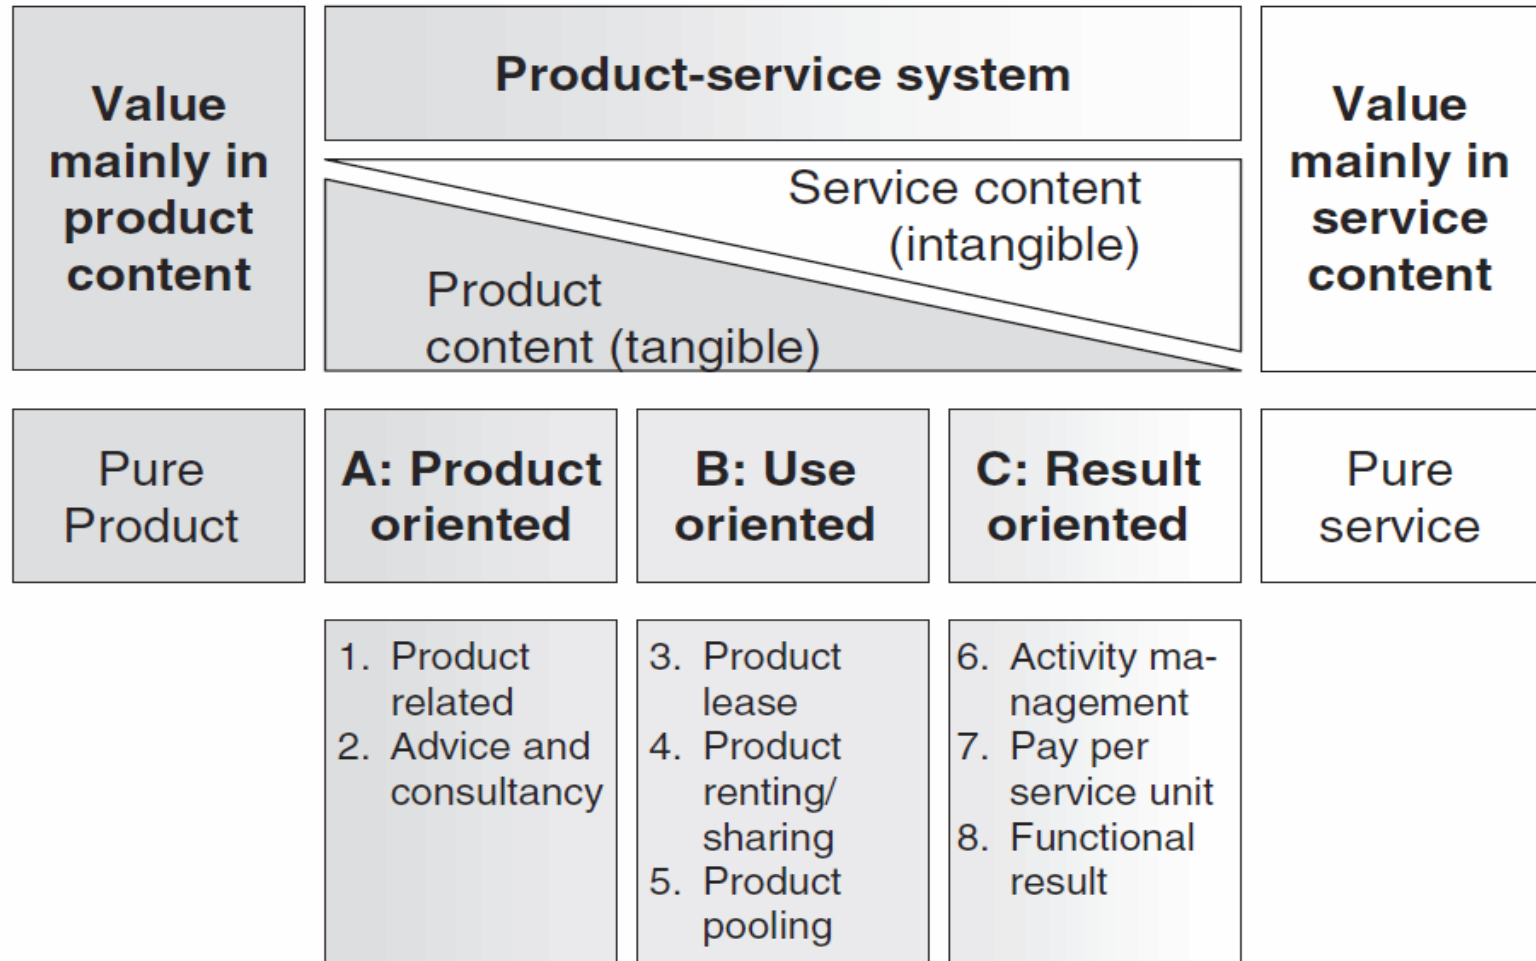 Value
mainly in
product
content
Product-service system
Service content
(intangible)
Product
content (tangible)
Value
mainly in
service
content
Pure
Product
A: Product
oriented
B: Use
oriented
C: Result
oriented
Pure
service
1. Product
related
2. Advice and
consultancy
3. Product
lease
4. Product
renting/
sharing
5. Product
pooling
6. Activity ma-
nagement
7. Pay per
service unit
8. Functional
result